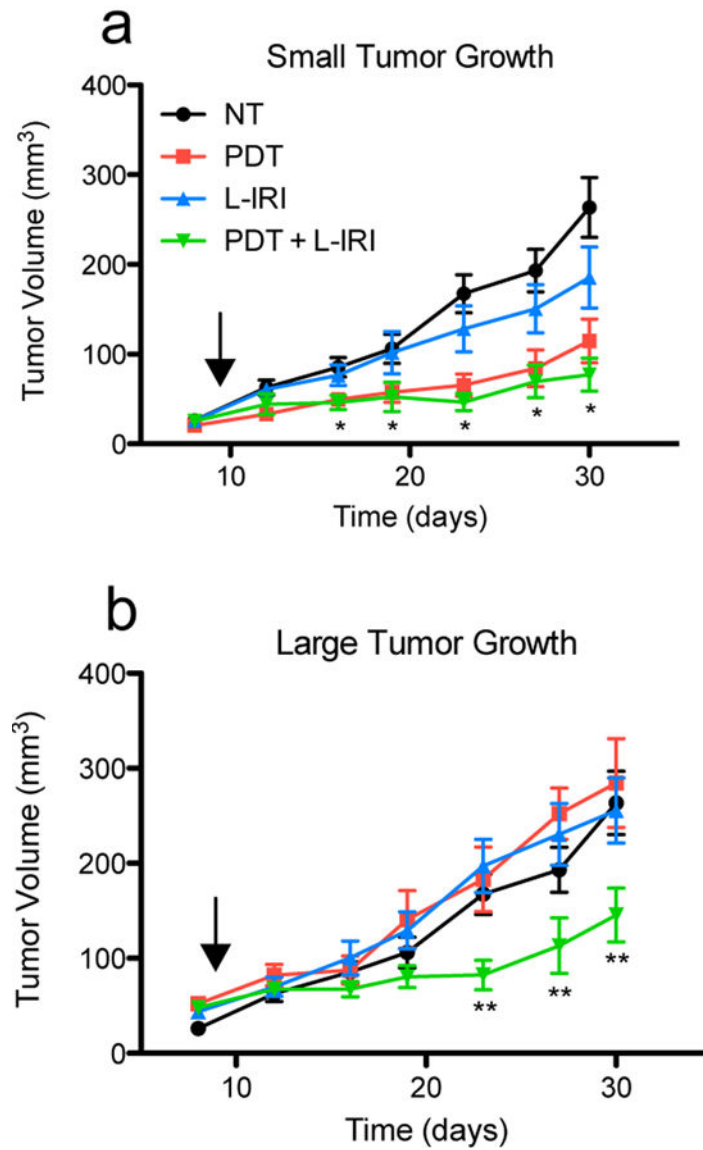 a
Small Tumor Growth
Tumor Volume (mm³)
400
300
200
100
0
NT
PDT
L-IRI
PDT + L-IRI
* * * * *
10 20 30
Time (days)
b
Large Tumor Growth
Tumor Volume (mm³)
400
300
200
100
0
** ** **
10 20 30
Time (days)